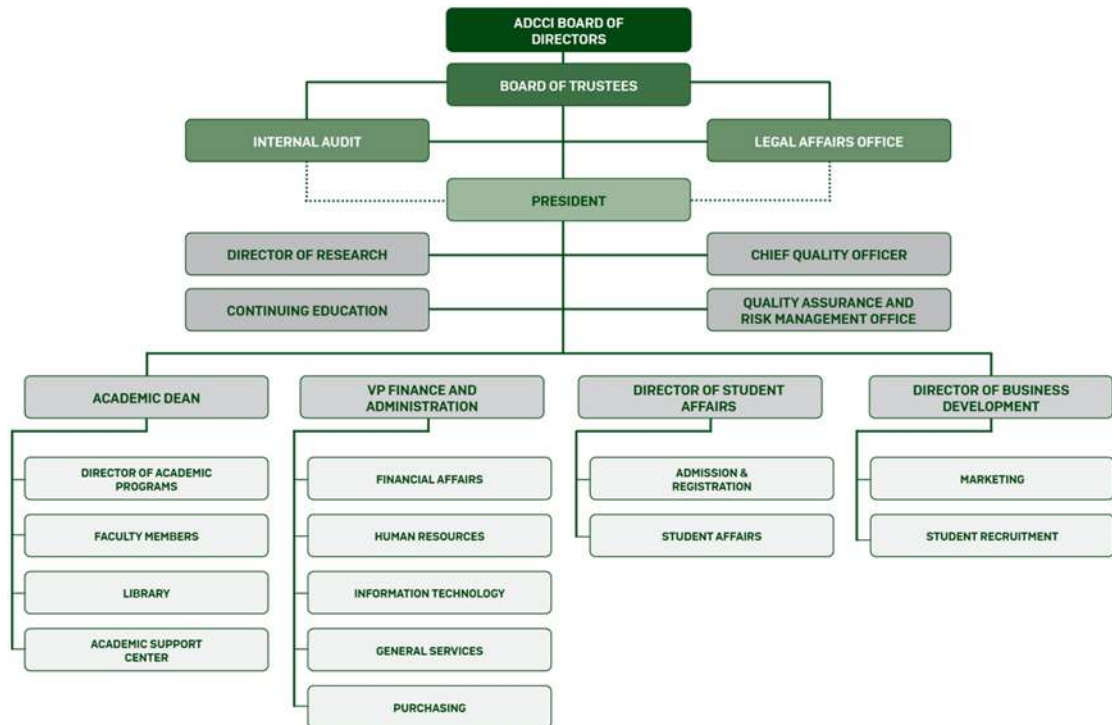 ADCCI BOARD OF
DIRECTORS
BOARD OF TRUSTEES
INTERNAL AUDIT
LEGAL AFFAIRS OFFICE
PRESIDENT
DIRECTOR OF RESEARCH
CHIEF QUALITY OFFICER
CONTINUING EDUCATION
QUALITY ASSURANCE AND
RISK MANAGEMENT OFFICE
ACADEMIC DEAN
VP FINANCE AND
ADMINISTRATION
DIRECTOR OF STUDENT
AFFAIRS
DIRECTOR OF BUSINESS
DEVELOPMENT
DIRECTOR OF ACADEMIC
PROGRAMS
FACULTY MEMBERS
LIBRARY
ACADEMIC SUPPORT
CENTER
FINANCIAL AFFAIRS
HUMAN RESOURCES
INFORMATION TECHNOLOGY
GENERAL SERVICES
PURCHASING
ADMISSION &
REGISTRATION
STUDENT AFFAIRS
MARKETING
STUDENT RECRUITMENT